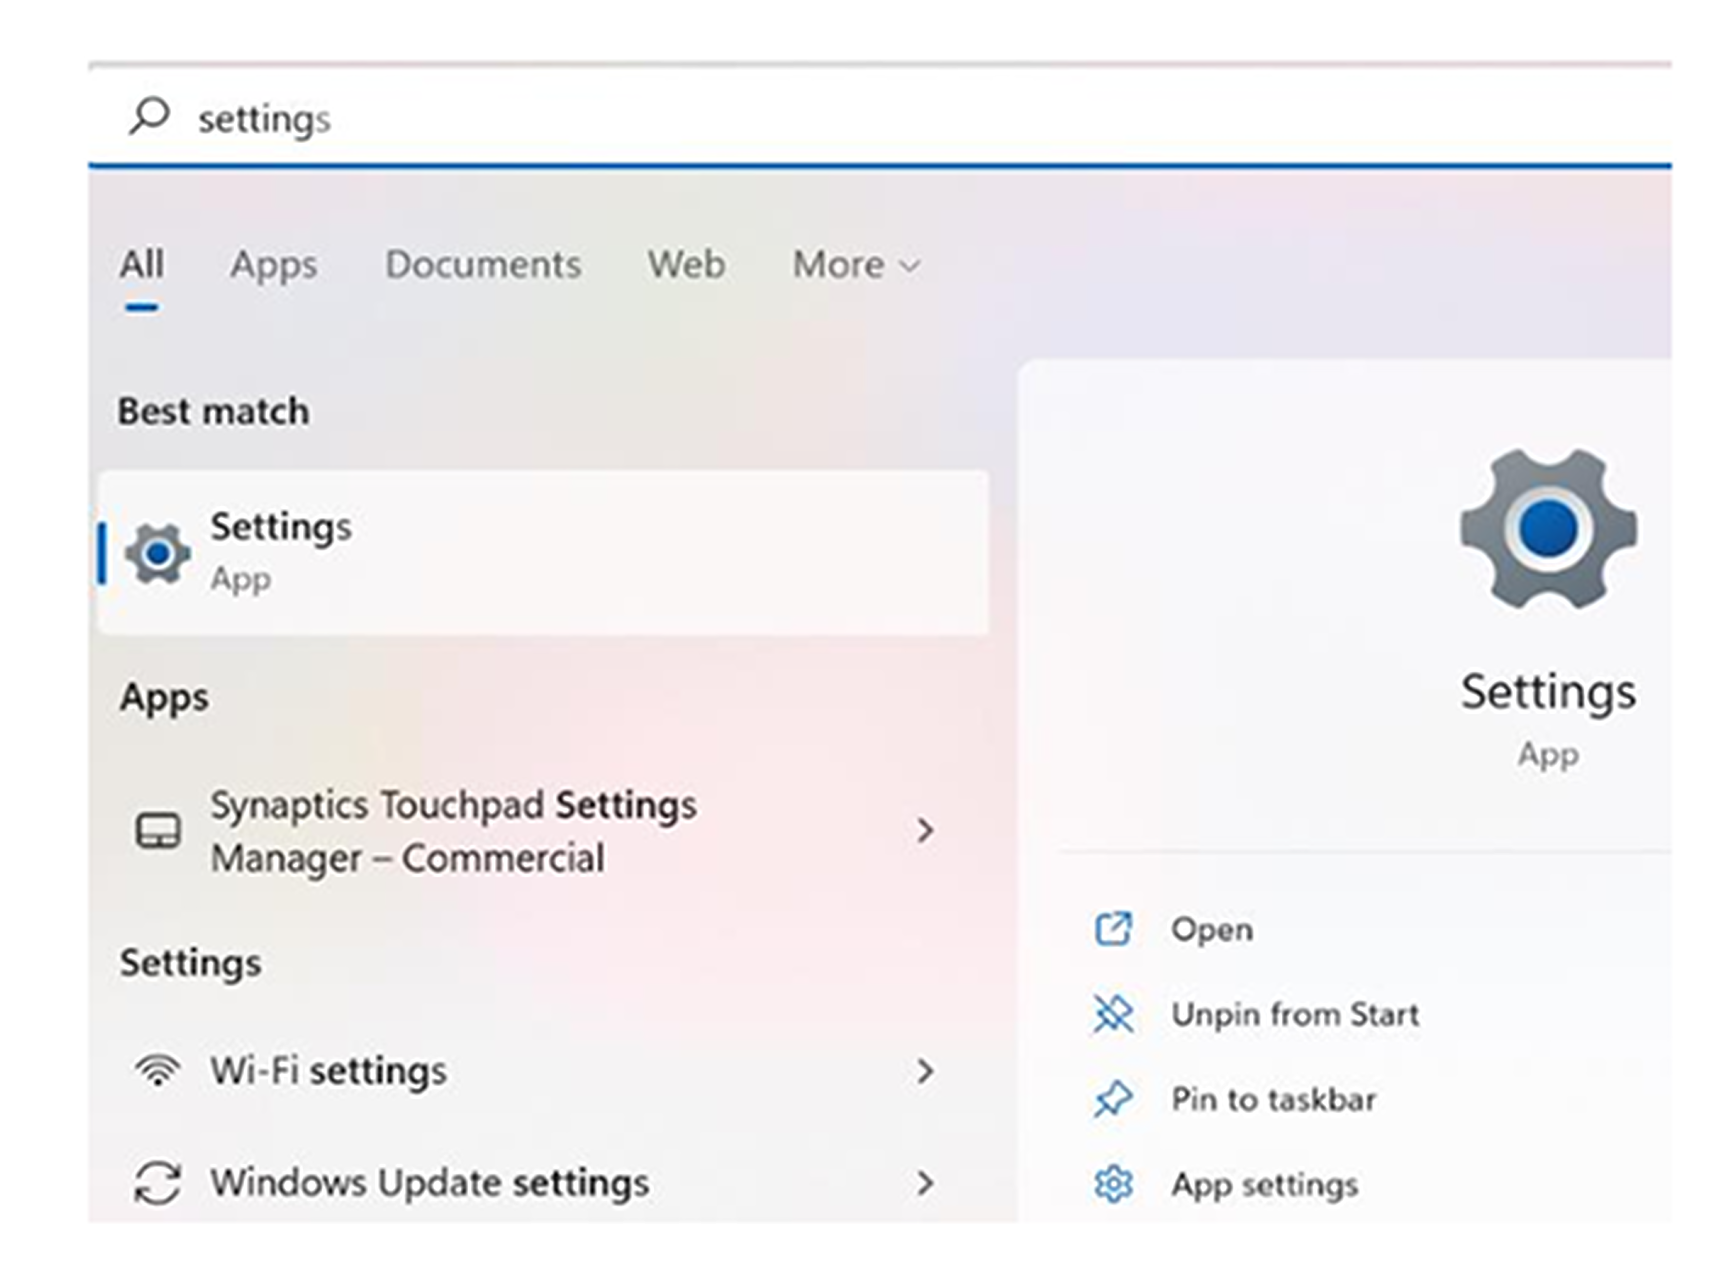 settings
All Apps Documents Web More
Best match
Settings
App
Apps
Synaptics Touchpad Settings
Manager – Commercial
Settings
Wi-Fi settings
Windows Update settings
Settings
App
Open
Unpin from Start
Pin to taskbar
App settings